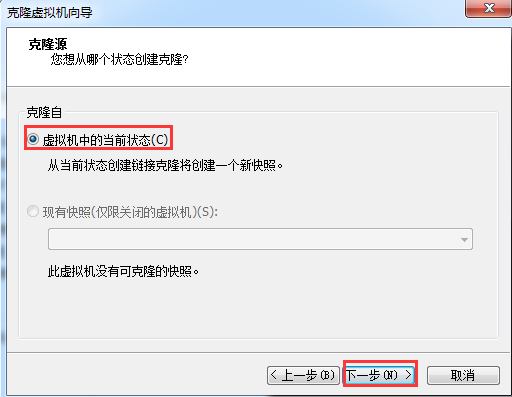 克隆虚拟机向导
克隆源
您想从哪个状态创建克隆?
克隆自
虚拟机中的当前状态(C)
从当前状态创建链接克隆将创建一个新快照。
现有快照(仅限关闭的虚拟机)(S):
此虚拟机没有可克隆的快照。
< 上一步(B) 下一步(N) > 取消